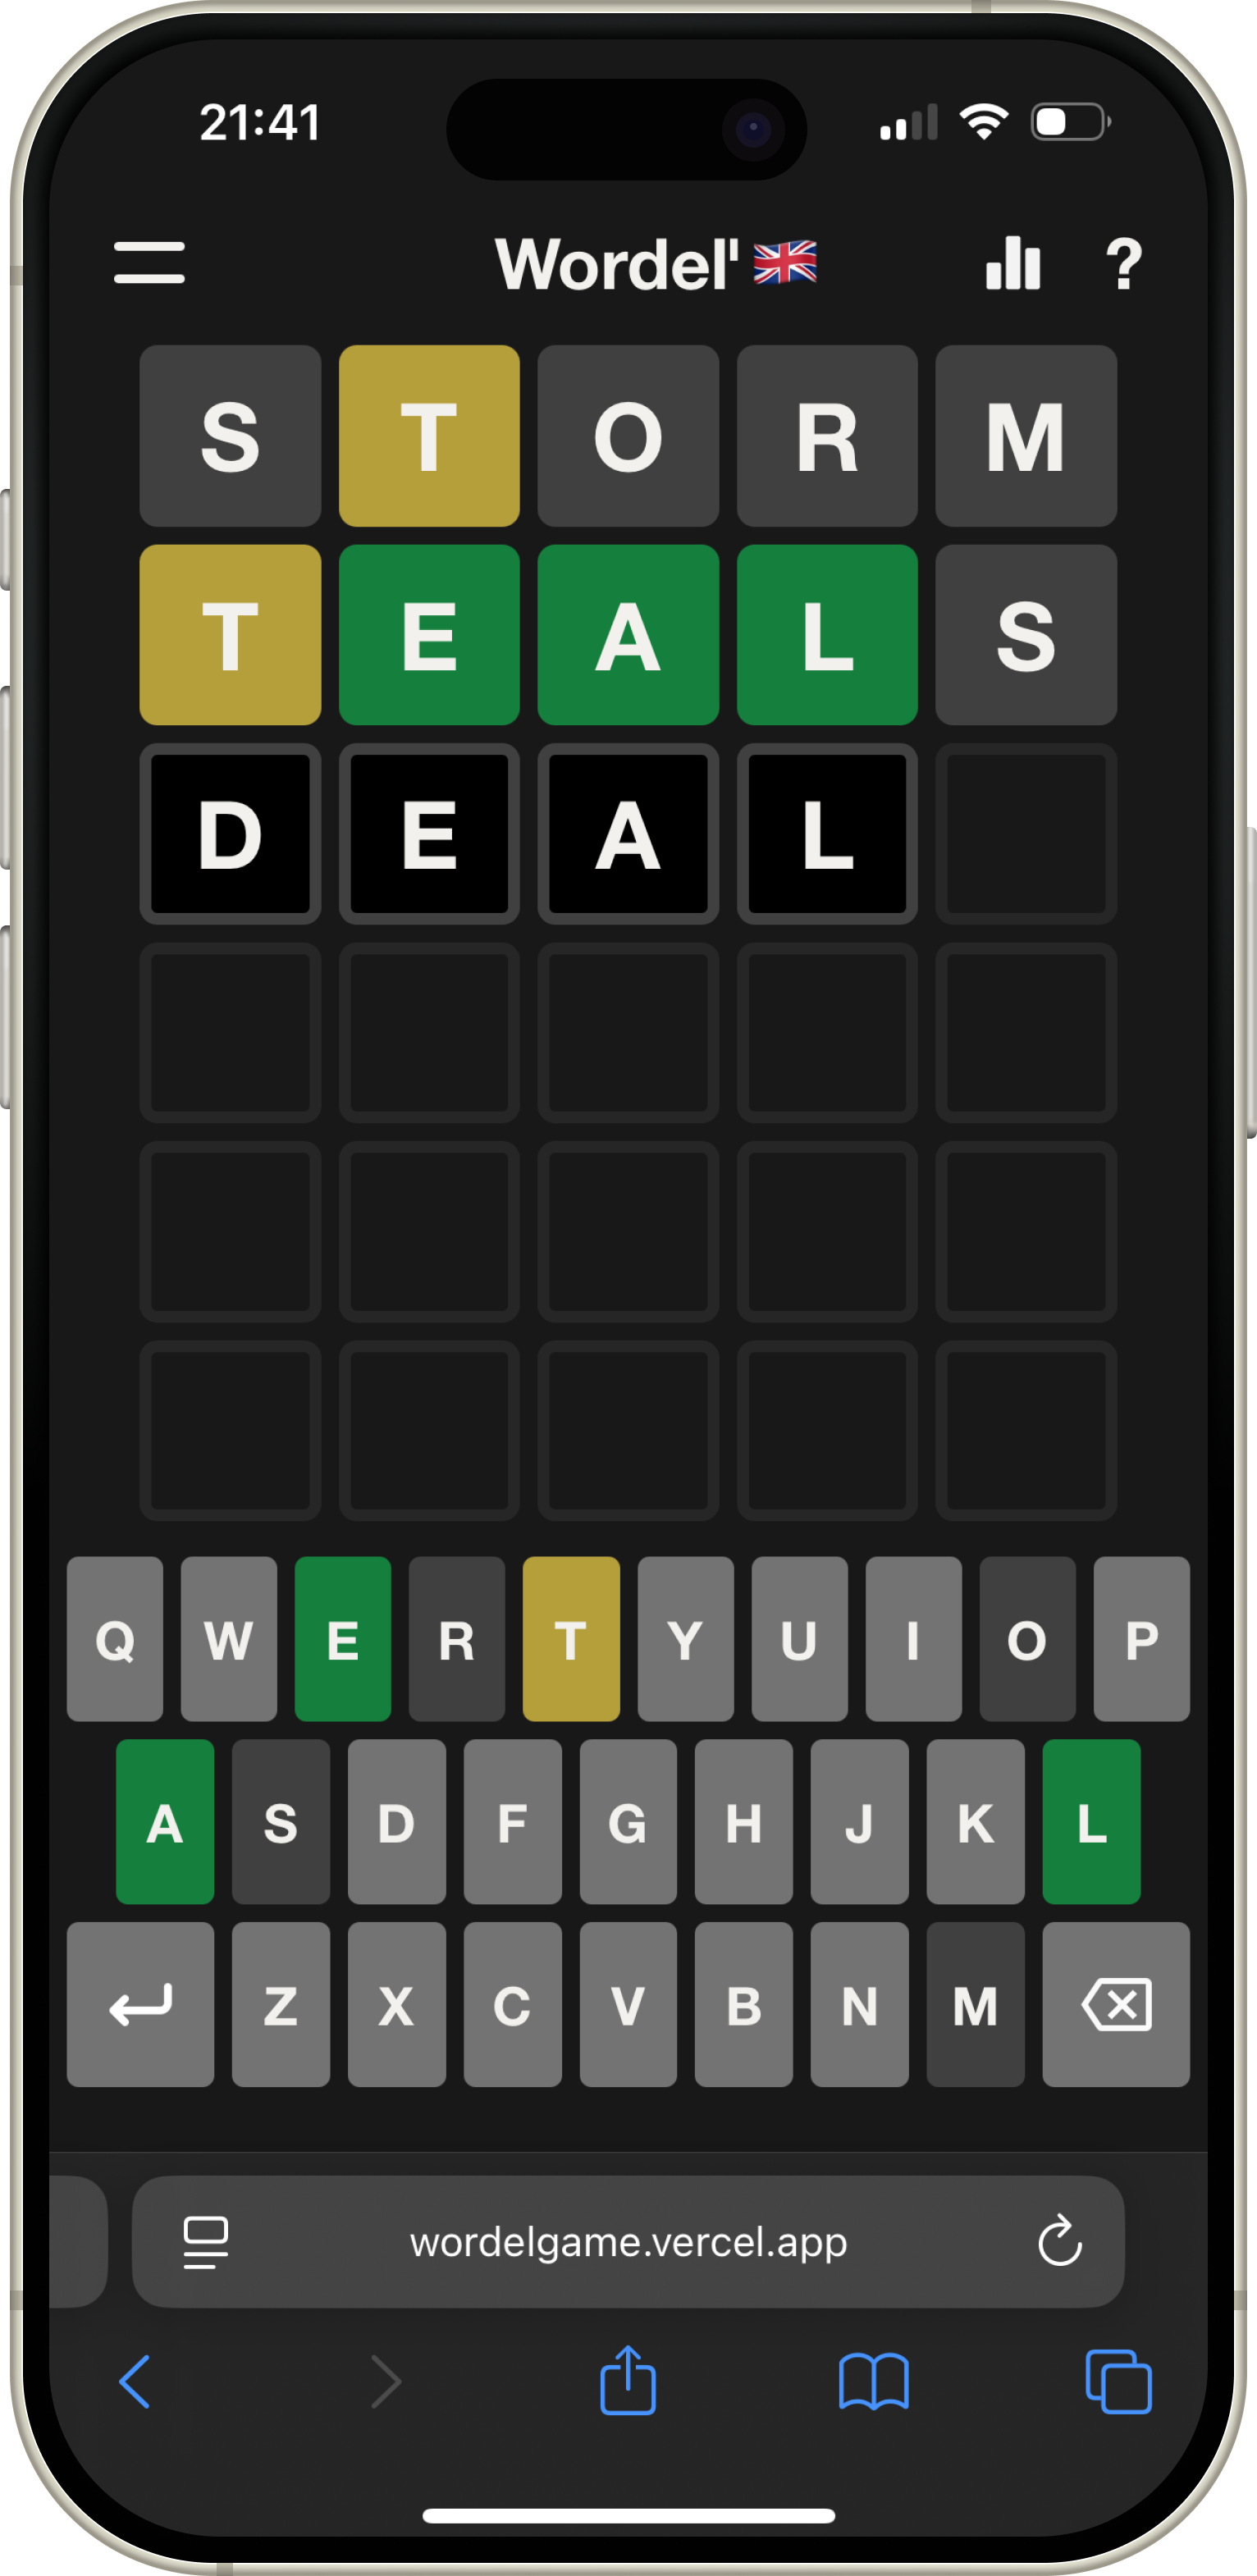 21:41
Wordel' 🇬🇧 ?
S T O R M
T E A L S
D E A L
Q W E R T Y U I O P
A S D F G H J K L
Z X C V B N M
wordelgame.vercel.app